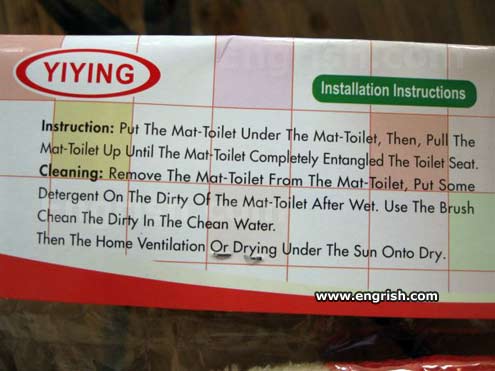 YIYING
Installation Instructions
Instruction: Put The Mat-Toilet Under The Mat-Toilet, Then, Pull The
Mat-Toilet Up Until The Mat-Toilet Completely Entangled The Toilet Seat.
Cleaning: Remove The Mat-Toilet From The Mat-Toilet, Put Some
Detergent On The Dirty Of The Mat-Toilet After Wet. Use The Brush
Chean The Dirty In The Chean Water.
Then The Home Ventilation Or Drying Under The Sun Onto Dry.
www.engrish.com